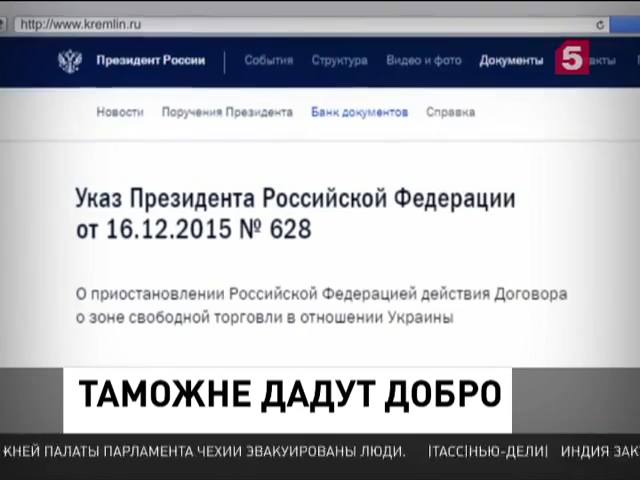 http://www.kremlin.ru
Президент России События Структура Видео и фото Документы 5
Новости Поручения Президента Банк документов Справка
Указ Президента Российской Федерации
от 16.12.2015 № 628
О приостановлении Российской Федерацией действия Договора
о зоне свободной торговли в отношении Украины
ТАМОЖНЕ ДАДУТ ДОБРО
КНЕЙ ПАЛАТЫ ПАРЛАМЕНТА ЧЕХИИ ЭВАКУИРОВАНЫ ЛЮДИ. |ТАСС|НЬЮ-ДЕЛИ| ИНДИЯ ЗАК